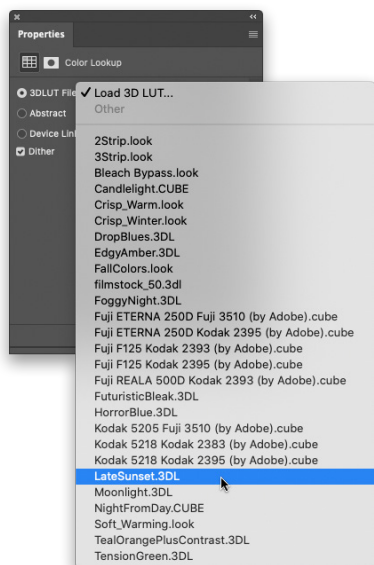 Properties
Color Lookup
3DLUT File
✓ Load 3D LUT...
Other
Abstract
Device Lin
Dither
2Strip.look
3Strip.look
Bleach Bypass.look
Candlelight.CUBE
Crisp_Warm.look
Crisp_Winter.look
DropBlues.3DL
EdgyAmber.3DL
FallColors.look
filmstock_50.3dl
FoggyNight.3DL
Fuji ETERNA 250D Fuji 3510 (by Adobe).cube
Fuji ETERNA 250D Kodak 2395 (by Adobe).cube
Fuji F125 Kodak 2393 (by Adobe).cube
Fuji F125 Kodak 2395 (by Adobe).cube
Fuji REALA 500D Kodak 2393 (by Adobe).cube
FuturisticBleak.3DL
HorrorBlue.3DL
Kodak 5205 Fuji 3510 (by Adobe).cube
Kodak 5218 Kodak 2383 (by Adobe).cube
Kodak 5218 Kodak 2395 (by Adobe).cube
LateSunset.3DL
Moonlight.3DL
NightFromDay.CUBE
Soft_Warming.look
TealOrangePlusContrast.3DL
TensionGreen.3DL